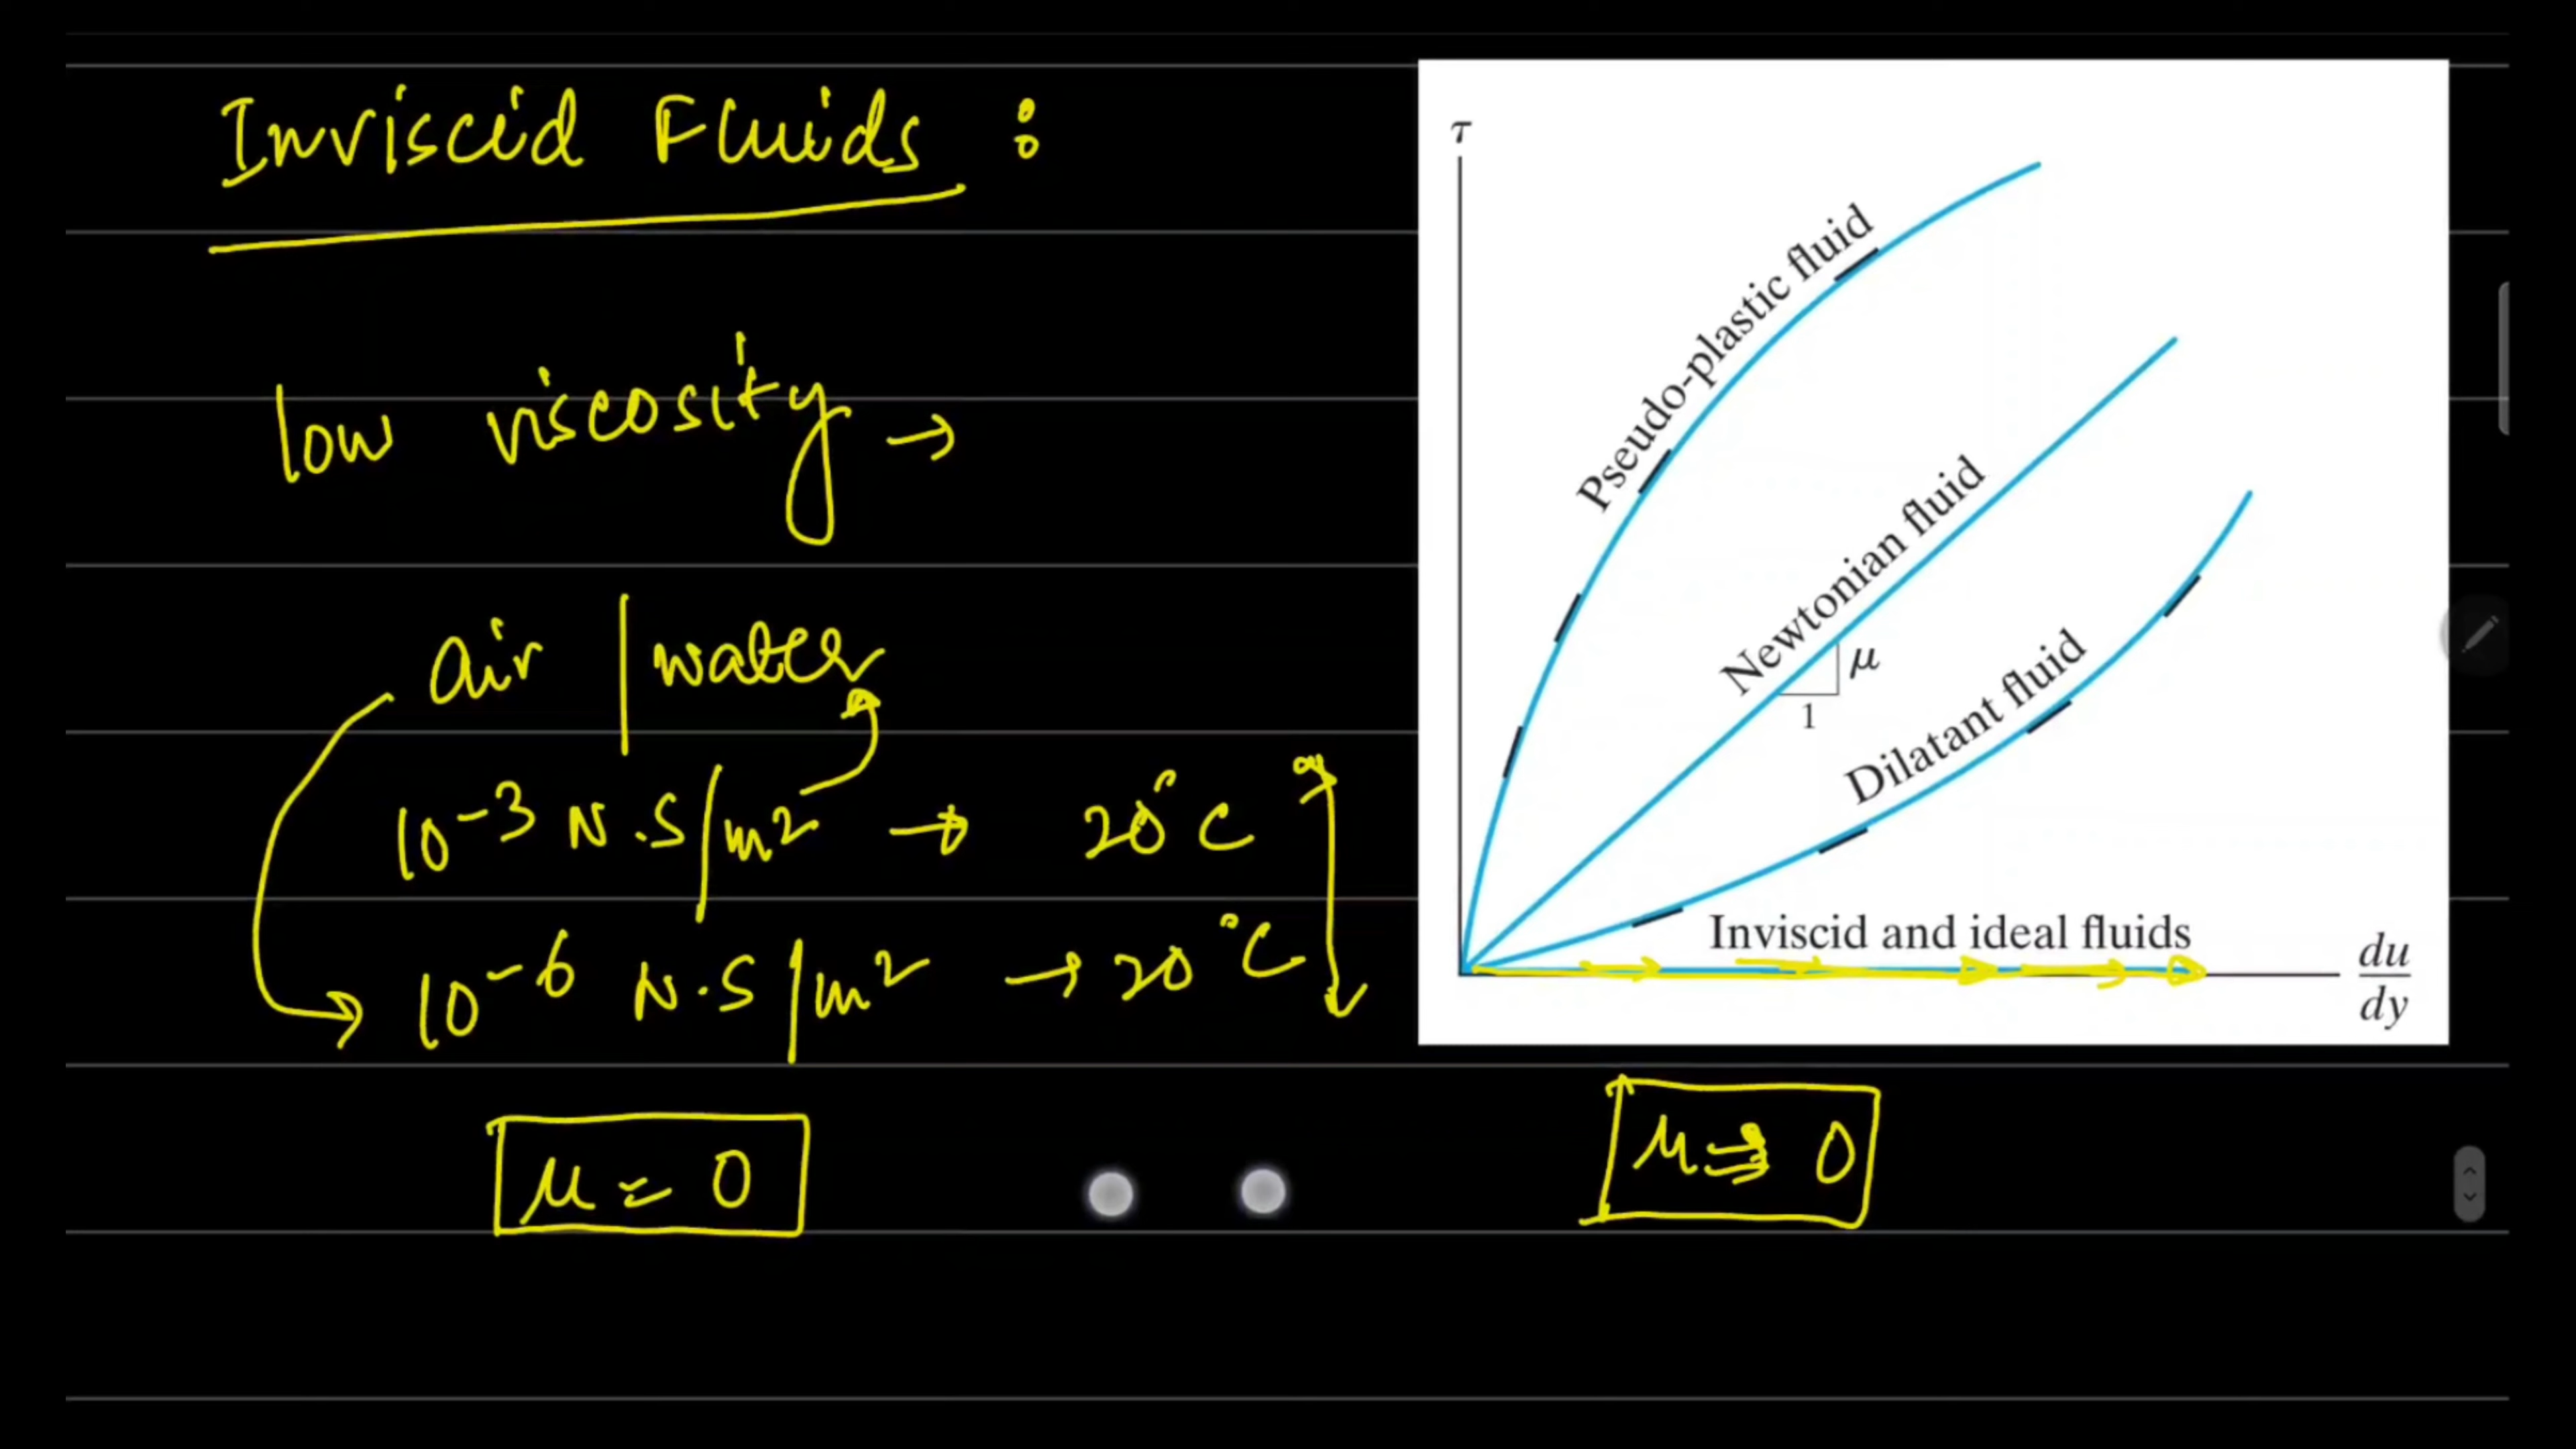 Inviscid Fluids :
low viscosity →
air | water
10⁻³ N.S/m² → 20°C
10⁻⁶ N.S/m² → 20°C
μ = 0
τ
Pseudo-plastic fluid
Newtonian fluid
μ
1
Dilatant fluid
Inviscid and ideal fluids
du
dy
0